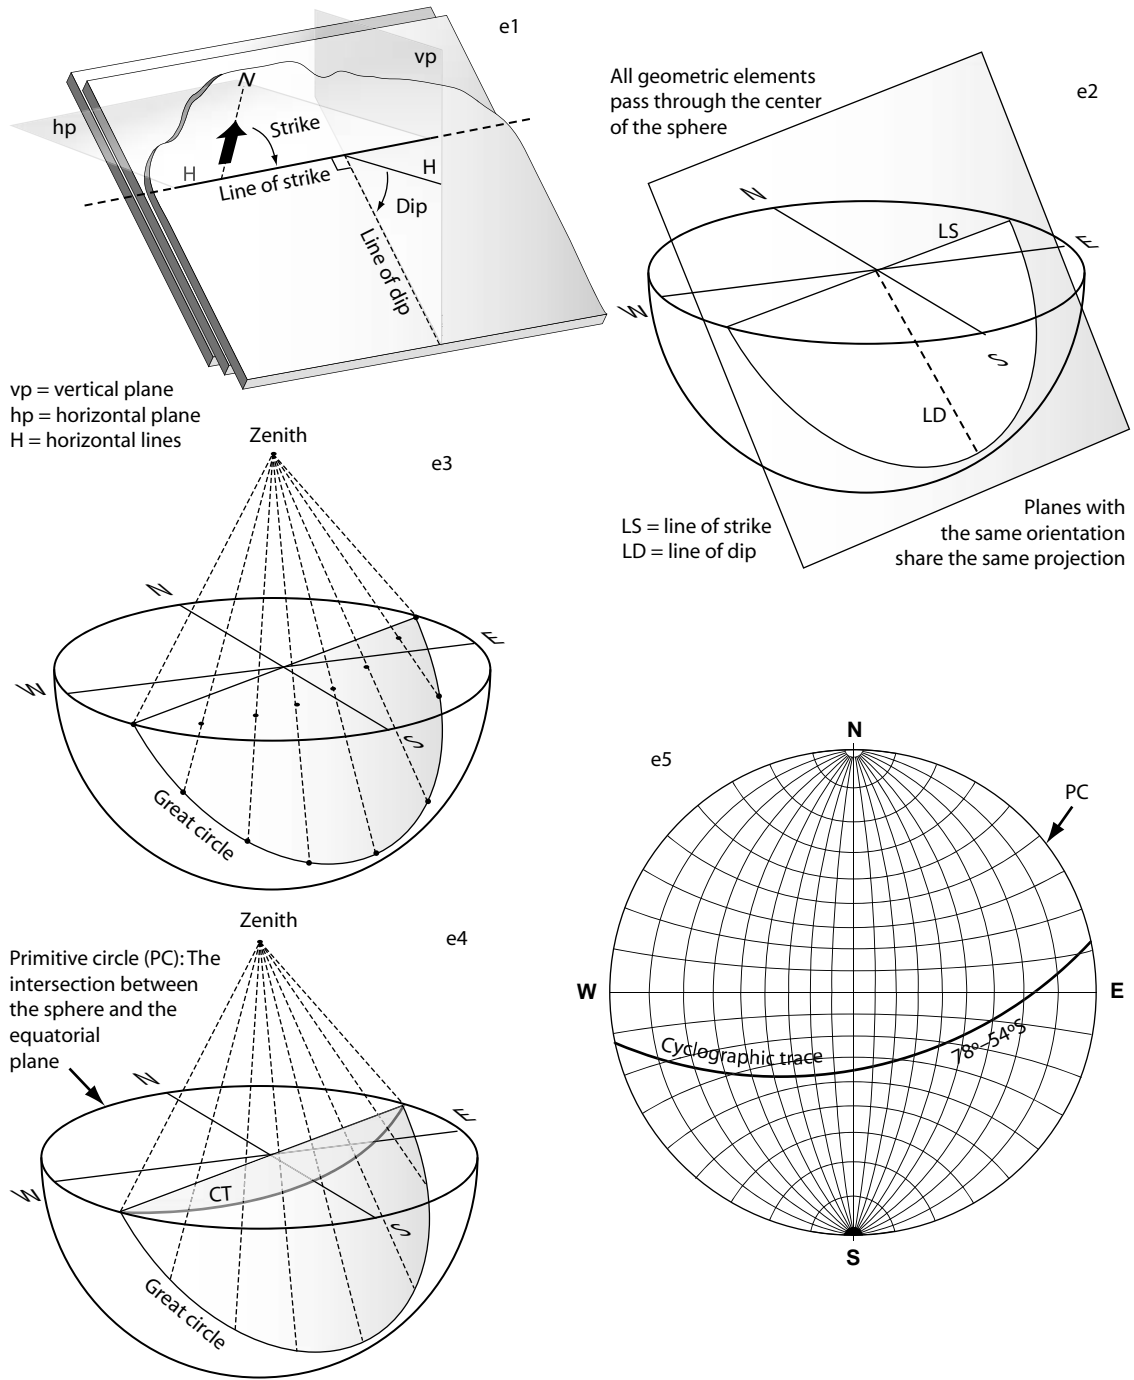 e1
vp
hp
N
Strike
H
H
Line of strike
Dip
Line of dip
vp = vertical plane
hp = horizontal plane
H = horizontal lines
All geometric elements
pass through the center
of the sphere
e2
N
LS
E
W
S
LD
LS = line of strike
LD = line of dip
Planes with
the same orientation
share the same projection
Zenith
e3
N
E
W
S
Great circle
Zenith
e4
Primitive circle (PC): The
intersection between
the sphere and the
equatorial
plane
N
E
W
CT
S
Great circle
e5
N
PC
W
E
Cyclographic trace
78º–54ºS
S